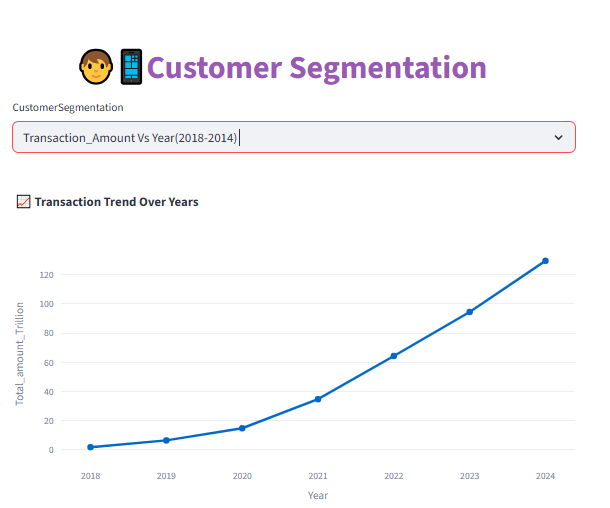 Customer Segmentation
CustomerSegmentation
Transaction_Amount Vs Year(2018-2014)
Transaction Trend Over Years
Total_amount_Trillion
120
100
80
60
40
20
0
2018 2019 2020 2021 2022 2023 2024
Year